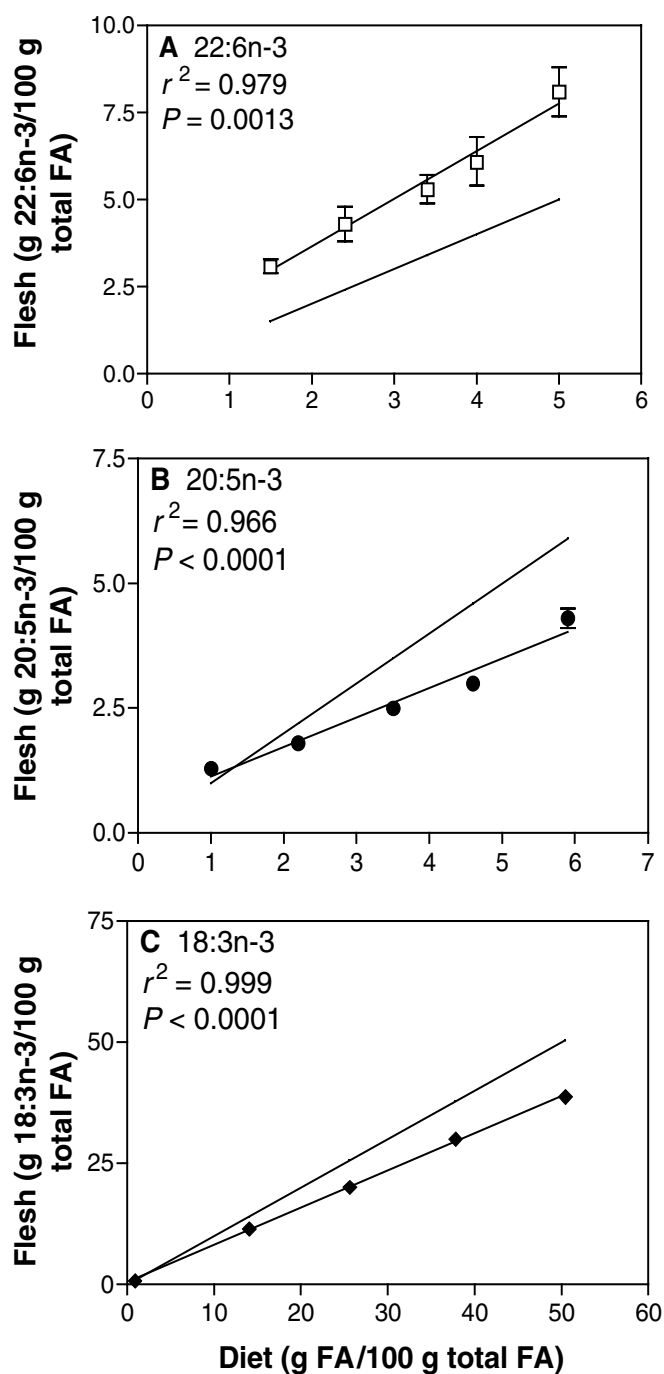 A 22:6n-3
r² = 0.979
P = 0.0013
Flesh (g 22:6n-3/100 g
total FA)
10.0
7.5
5.0
2.5
0.0
0 1 2 3 4 5 6
B 20:5n-3
r² = 0.966
P < 0.0001
Flesh (g 20:5n-3/100 g
total FA)
7.5
5.0
2.5
0.0
0 1 2 3 4 5 6 7
C 18:3n-3
r² = 0.999
P < 0.0001
Flesh (g 18:3n-3/100 g
total FA)
75
50
25
0
0 10 20 30 40 50 60
Diet (g FA/100 g total FA)